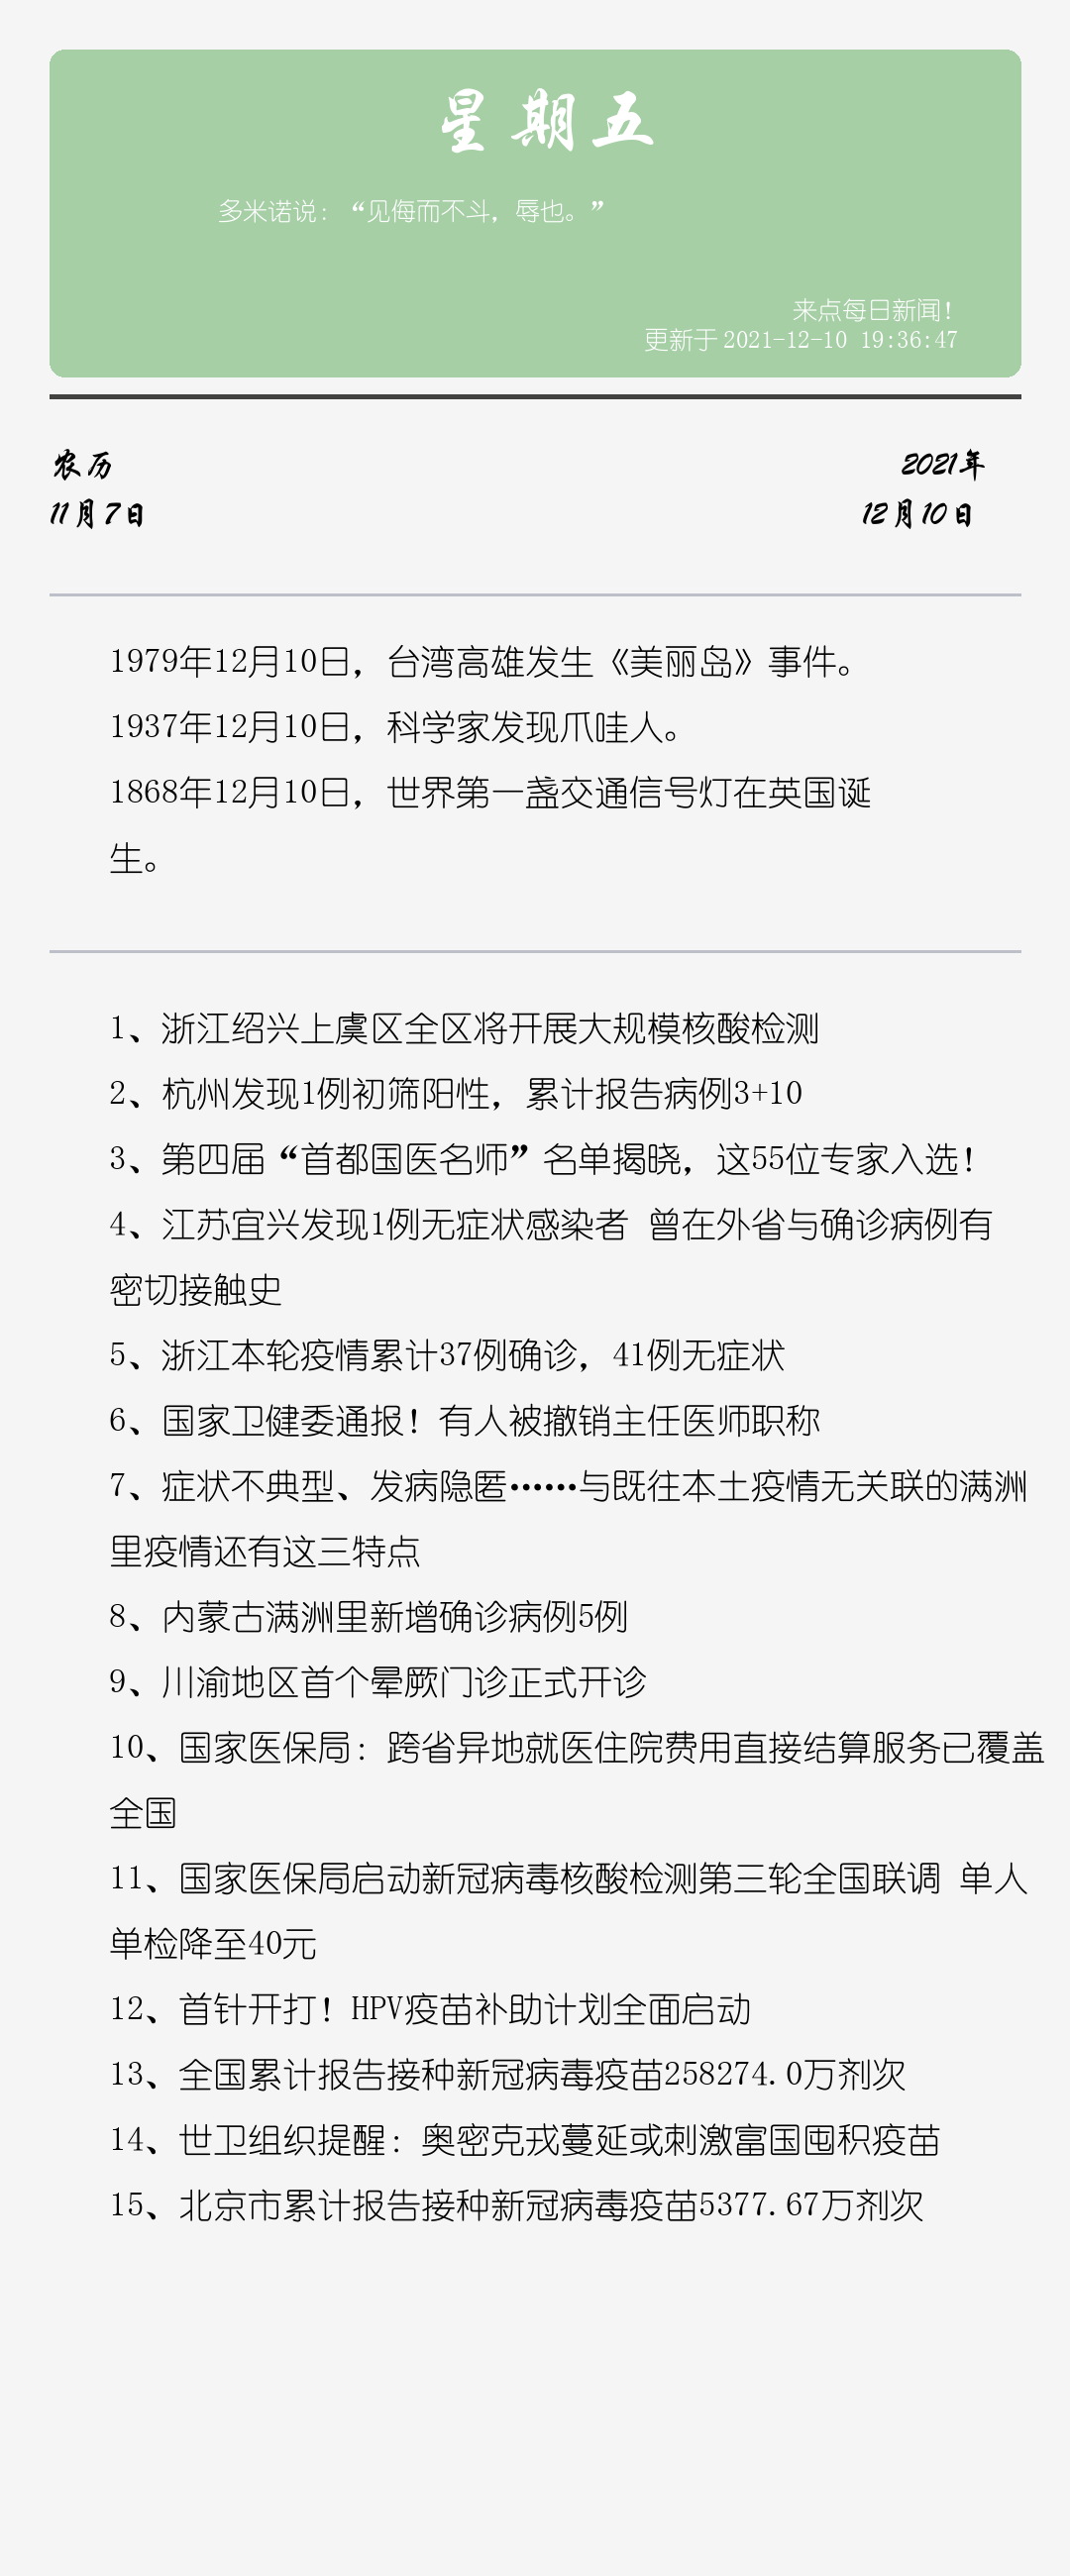 星期五
多米诺说：“见侮而不斗，辱也。”
来点每日新闻！
更新于 2021-12-10 19:36:47
农历
2021年
11月7日
12月10日
1979年12月10日，台湾高雄发生《美丽岛》事件。
1937年12月10日，科学家发现爪哇人。
1868年12月10日，世界第一盏交通信号灯在英国诞
生。
1、浙江绍兴上虞区全区将开展大规模核酸检测
2、杭州发现1例初筛阳性，累计报告病例3+10
3、第四届“首都国医名师”名单揭晓，这55位专家入选！
4、江苏宜兴发现1例无症状感染者 曾在外省与确诊病例有
密切接触史
5、浙江本轮疫情累计37例确诊，41例无症状
6、国家卫健委通报！有人被撤销主任医师职称
7、症状不典型、发病隐匿……与既往本土疫情无关联的满洲
里疫情还有这三特点
8、内蒙古满洲里新增确诊病例5例
9、川渝地区首个晕厥门诊正式开诊
10、国家医保局：跨省异地就医住院费用直接结算服务已覆盖
全国
11、国家医保局启动新冠病毒核酸检测第三轮全国联调 单人
单检降至40元
12、首针开打！HPV疫苗补助计划全面启动
13、全国累计报告接种新冠病毒疫苗258274.0万剂次
14、世卫组织提醒：奥密克戎蔓延或刺激富国囤积疫苗
15、北京市累计报告接种新冠病毒疫苗5377.67万剂次